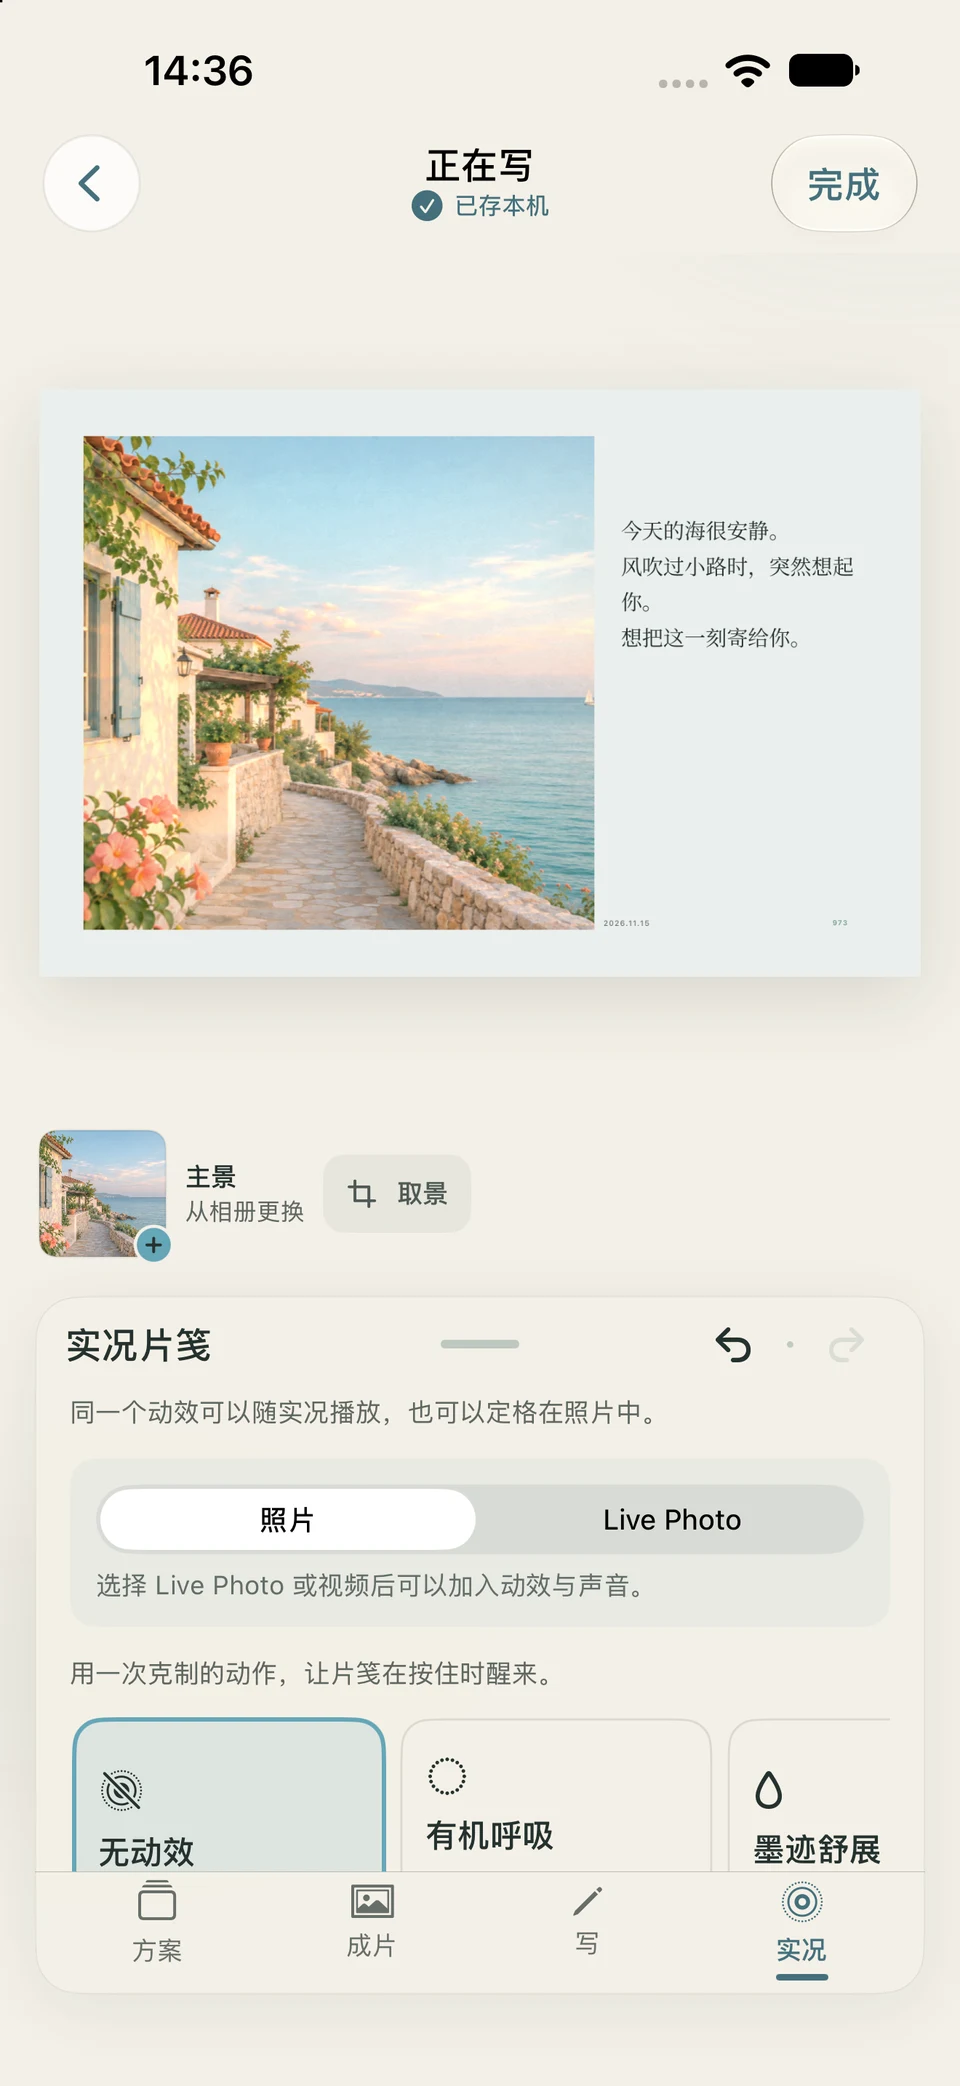 14:36
正在写
已存本机
完成
今天的海很安静。
风吹过小路时，突然想起
你。
想把这一刻寄给你。
2026.11.15
973
主景
从相册更换
取景
实况片笺
同一个动效可以随实况播放，也可以定格在照片中。
照片
Live Photo
选择 Live Photo 或视频后可以加入动效与声音。
用一次克制的动作，让片笺在按住时醒来。
无动效
有机呼吸
墨迹舒展
方案
成片
写
实况